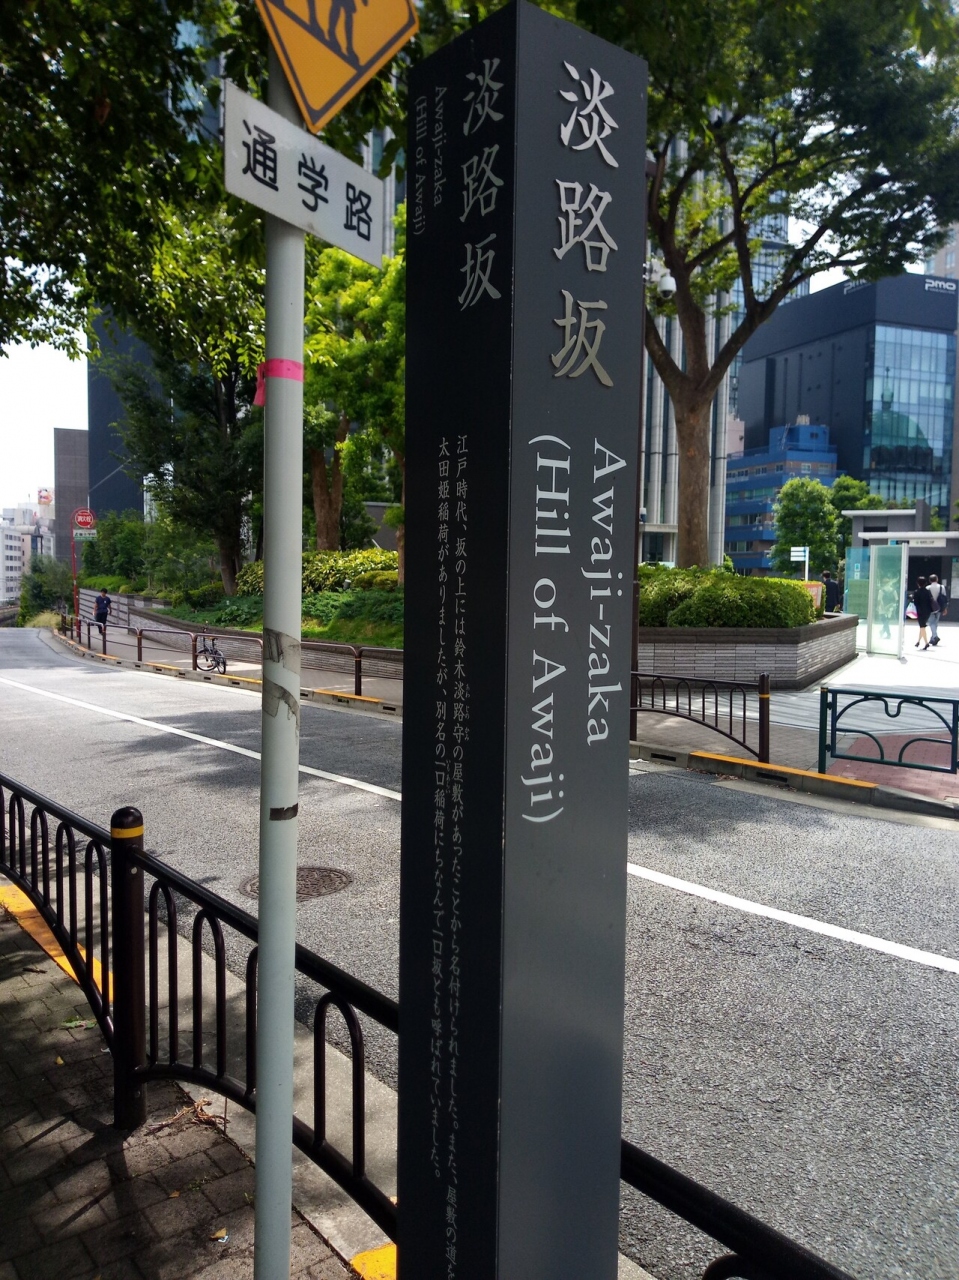 通学路
淡路坂
Awaji-zaka
(Hill of Awaji)
淡路坂
Awaji-zaka
(Hill of Awaji)
江戸時代、坂の上には鈴木淡路守の屋敷があったことから名付けられました。また、屋敷の道を
太田姫稲荷がありましたが、別名の一口稲荷にちなんで一口坂とも呼ばれていました。
pmo
pmo